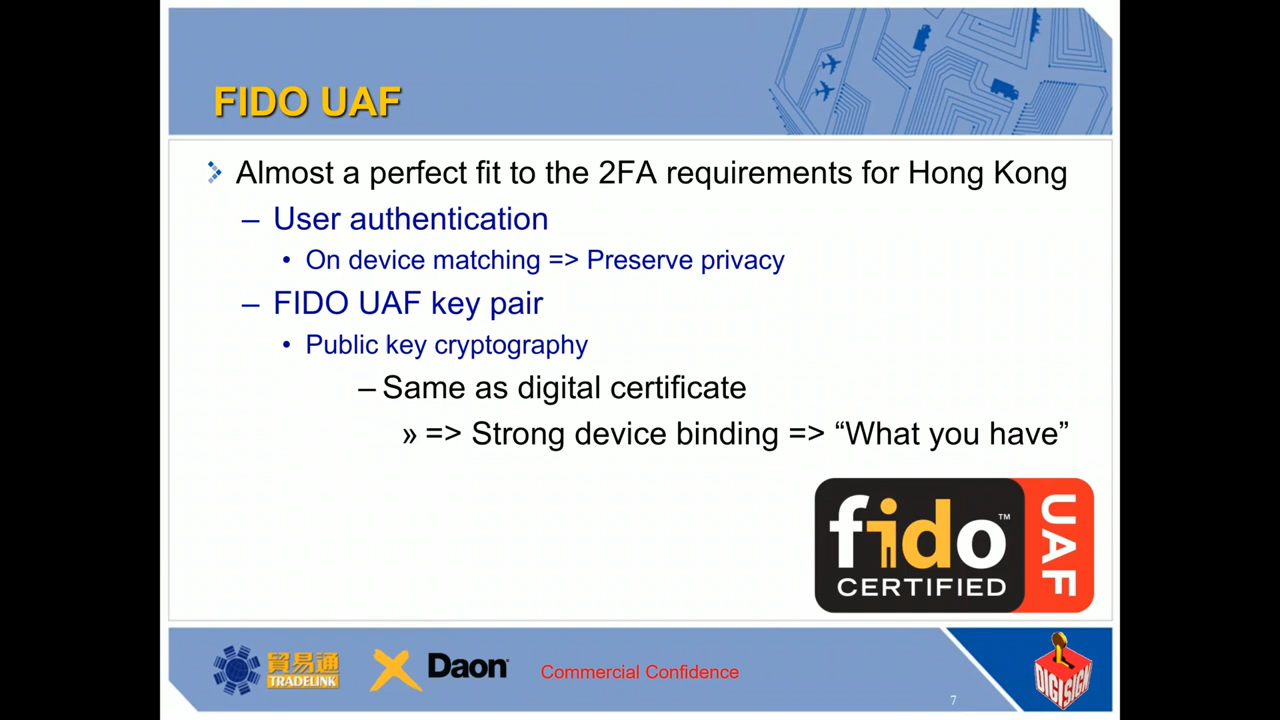 FIDO UAF
Almost a perfect fit to the 2FA requirements for Hong Kong
– User authentication
• On device matching => Preserve privacy
– FIDO UAF key pair
• Public key cryptography
– Same as digital certificate
» => Strong device binding => “What you have”
fido™
CERTIFIED
UAF
貿易通
TRADELINK
Daon
Commercial Confidence
7
DIGISIGN